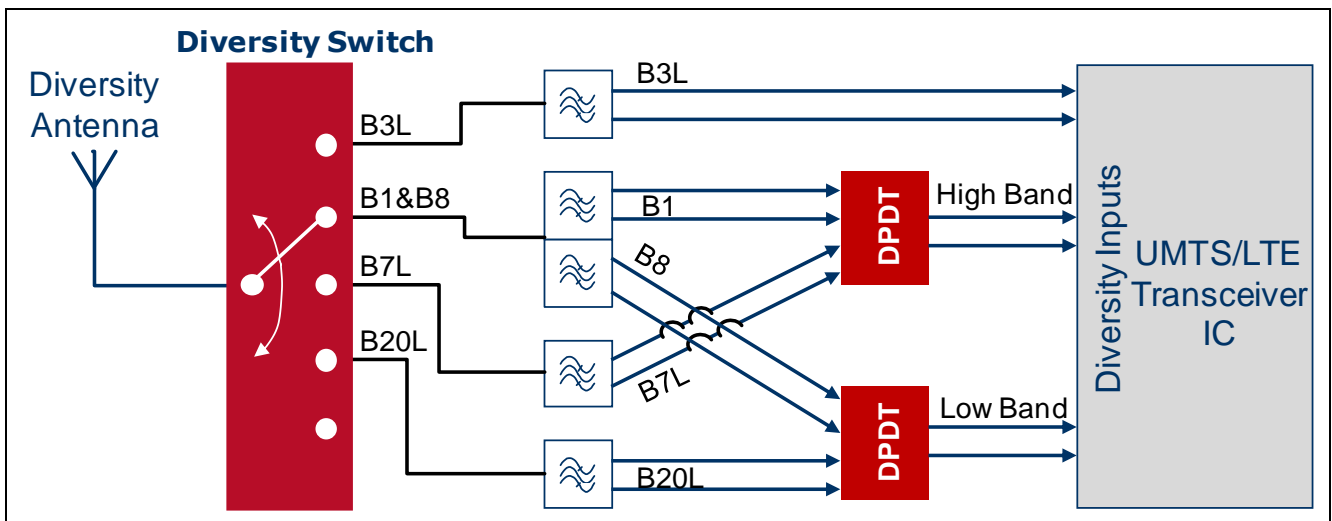 Diversity Switch
Diversity
Antenna
B3L
B1&B8
B7L
B20L
B3L
B1
B8
B7L
B20L
DPDT
High Band
DPDT
Low Band
Diversity Inputs
UMTS/LTE
Transceiver
IC